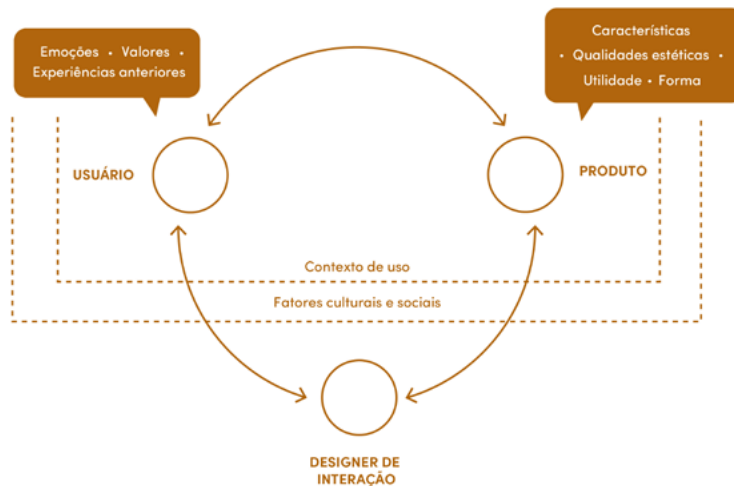 Emoções • Valores •
Experiências anteriores
Características
• Qualidades estéticas •
Utilidade • Forma
USUÁRIO
PRODUTO
Contexto de uso
Fatores culturais e sociais
DESIGNER DE
INTERAÇÃO